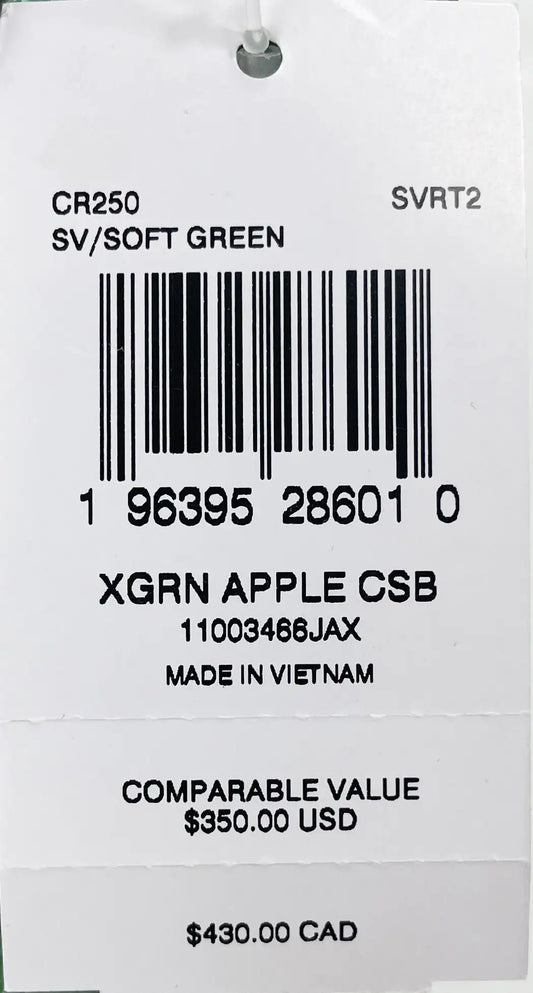 CR250 SVRT2
SV/SOFT GREEN
1 96395 28601 0
XGRN APPLE CSB
11003466JAX
MADE IN VIETNAM
COMPARABLE VALUE
$350.00 USD
$430.00 CAD